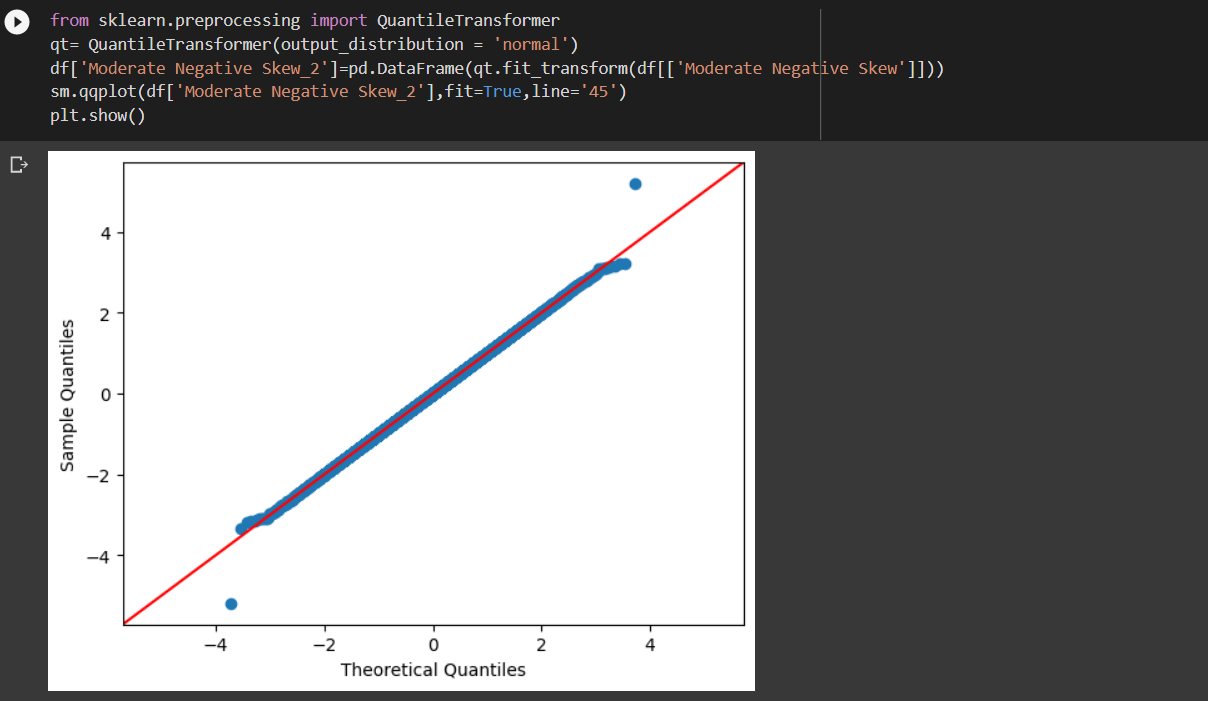 from sklearn.preprocessing import QuantileTransformer
qt= QuantileTransformer(output_distribution = 'normal')
df['Moderate Negative Skew_2']=pd.DataFrame(qt.fit_transform(df[['Moderate Negative Skew']]))
sm.qqplot(df['Moderate Negative Skew_2'],fit=True,line='45')
plt.show()
4
2
0
−2
−4
Sample Quantiles
−4 −2 0 2 4
Theoretical Quantiles